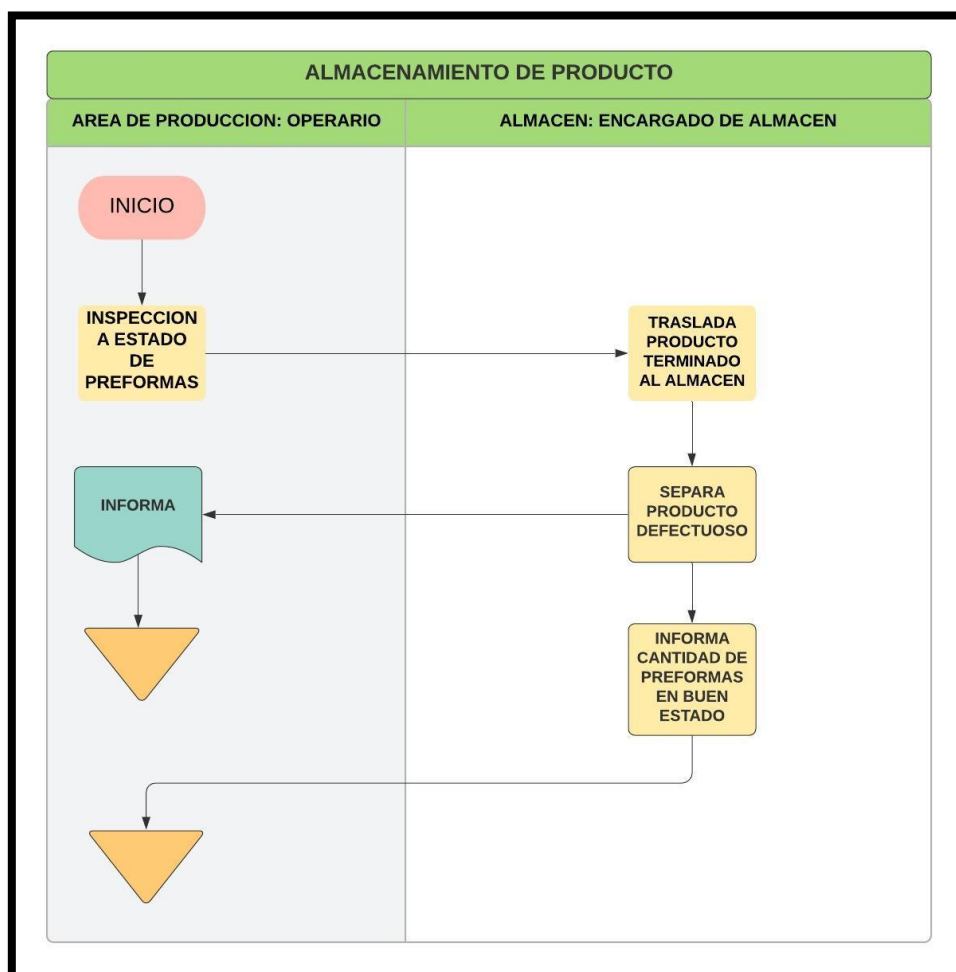 ALMACENAMIENTO DE PRODUCTO
AREA DE PRODUCCION: OPERARIO
ALMACEN: ENCARGADO DE ALMACEN
INICIO
INSPECCION
A ESTADO
DE
PREFORMAS
TRASLADA
PRODUCTO
TERMINADO
AL ALMACEN
INFORMA
SEPARA
PRODUCTO
DEFECTUOSO
INFORMA
CANTIDAD DE
PREFORMAS
EN BUEN
ESTADO